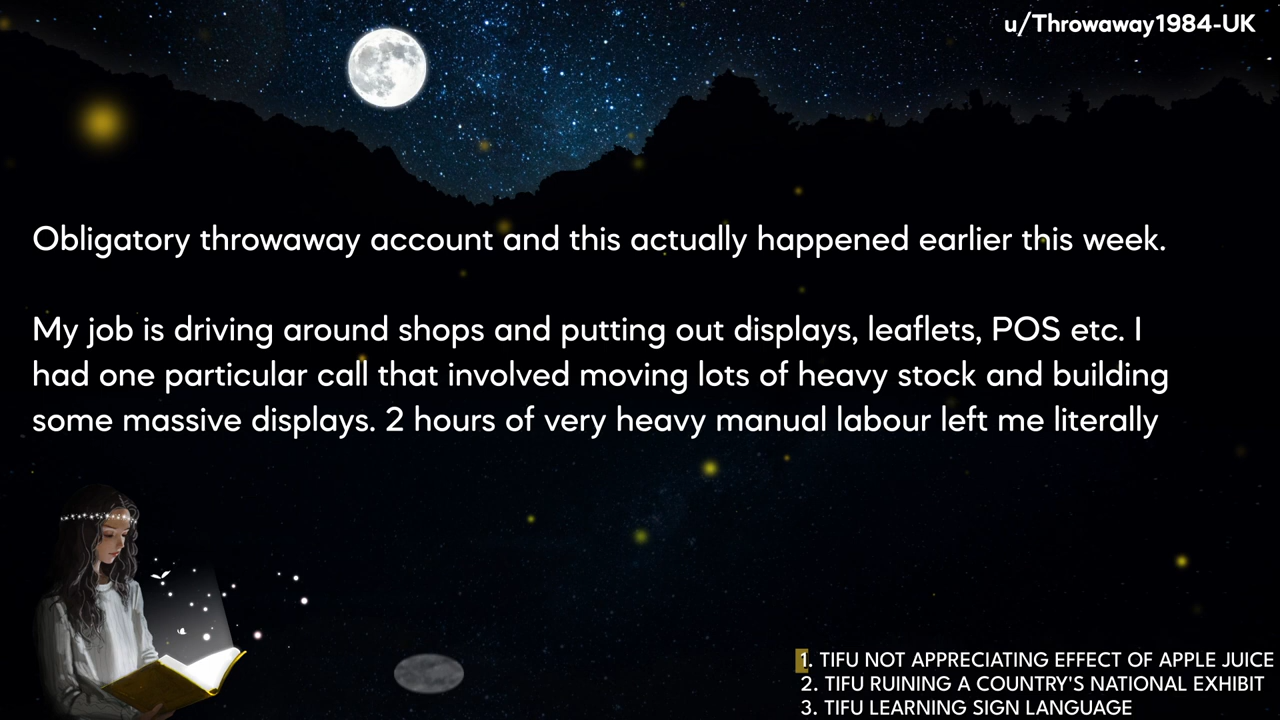 u/Throwaway1984-UK
Obligatory throwaway account and this actually happened earlier this week.
My job is driving around shops and putting out displays, leaflets, POS etc. I
had one particular call that involved moving lots of heavy stock and building
some massive displays. 2 hours of very heavy manual labour left me literally
1. TIFU NOT APPRECIATING EFFECT OF APPLE JUICE
2. TIFU RUINING A COUNTRY'S NATIONAL EXHIBIT
3. TIFU LEARNING SIGN LANGUAGE